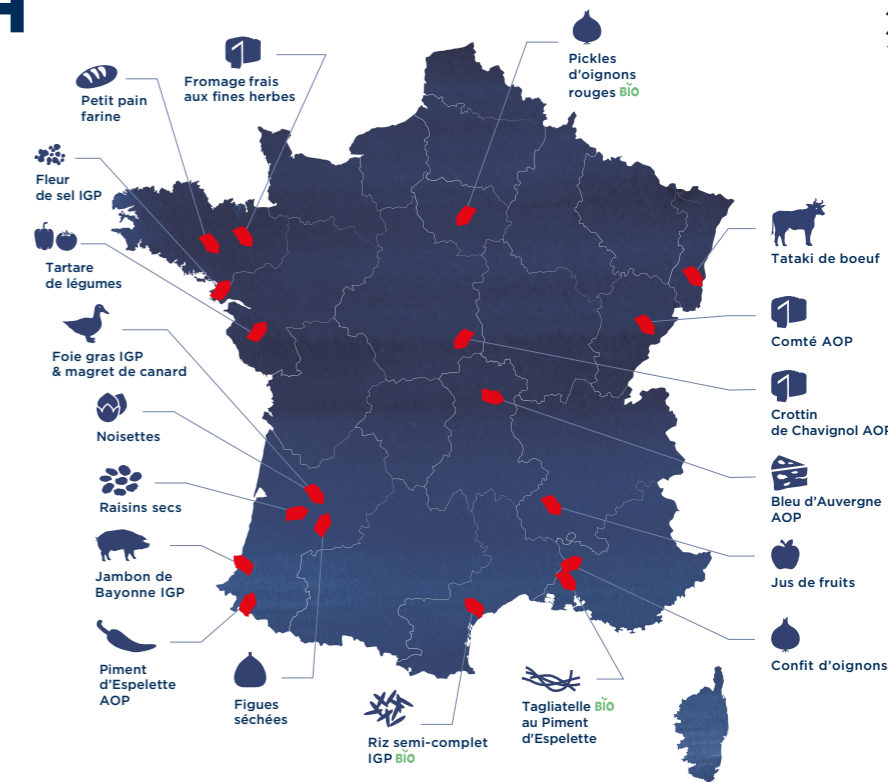 H
Pickles
d'oignons
rouges BIO
Fromage frais
aux fines herbes
Petit pain
farine
Fleur
de sel IGP
Tartare
de légumes
Foie gras IGP
& magret de canard
Noisettes
Raisins secs
Jambon de
Bayonne IGP
Piment
d'Espelette
AOP
Figues
séchées
Riz semi-complet
IGP BIO
Tagliatelle BIO
au Piment
d'Espelette
Tataki de boeuf
Comté AOP
Crottin
de Chavignol AOP
Bleu d'Auvergne
AOP
Jus de fruits
Confit d'oignons